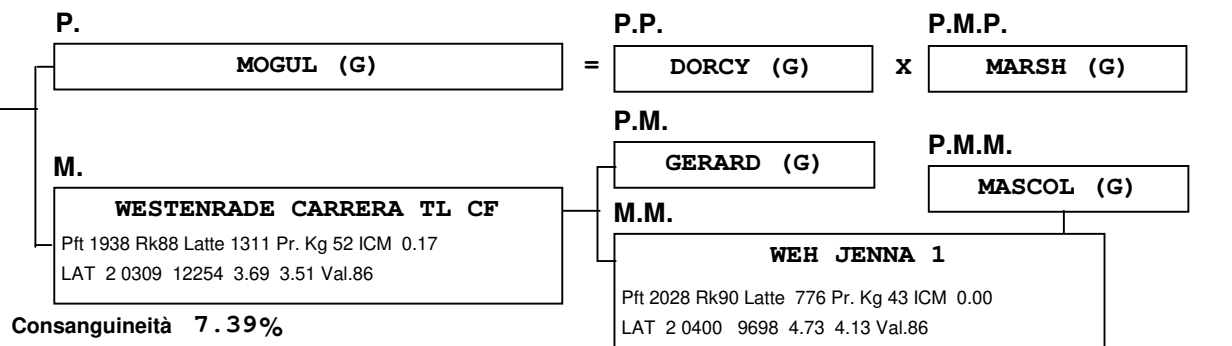 P.
MOGUL (G)
=
P.P.
DORCY (G)
X
P.M.P.
MARSH (G)
M.
WESTENRADE CARRERA TL CF
Pft 1938 Rk88 Latte 1311 Pr. Kg 52 ICM 0.17
LAT 2 0309 12254 3.69 3.51 Val.86
P.M.
GERARD (G)
P.M.M.
MASCOL (G)
M.M.
WEH JENNA 1
Pft 2028 Rk90 Latte 776 Pr. Kg 43 ICM 0.00
LAT 2 0400 9698 4.73 4.13 Val.86
Consanguineità 7.39%